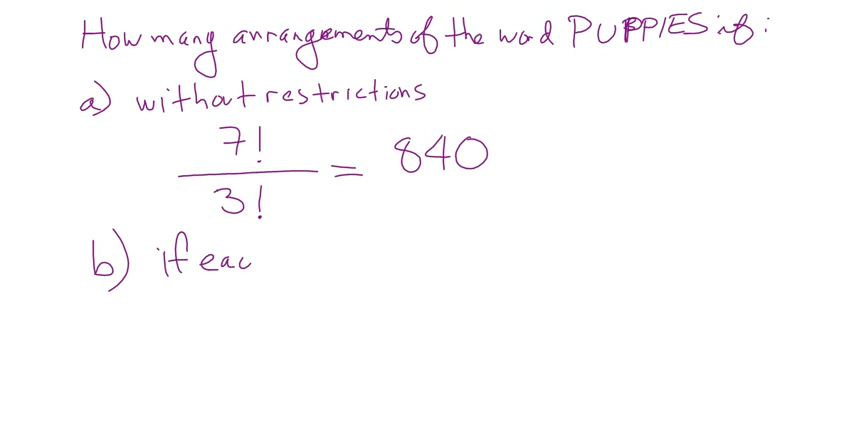 How many arrangements of the word PUPPIES if:
a) without restrictions
7!
3!
= 840
b) if eac